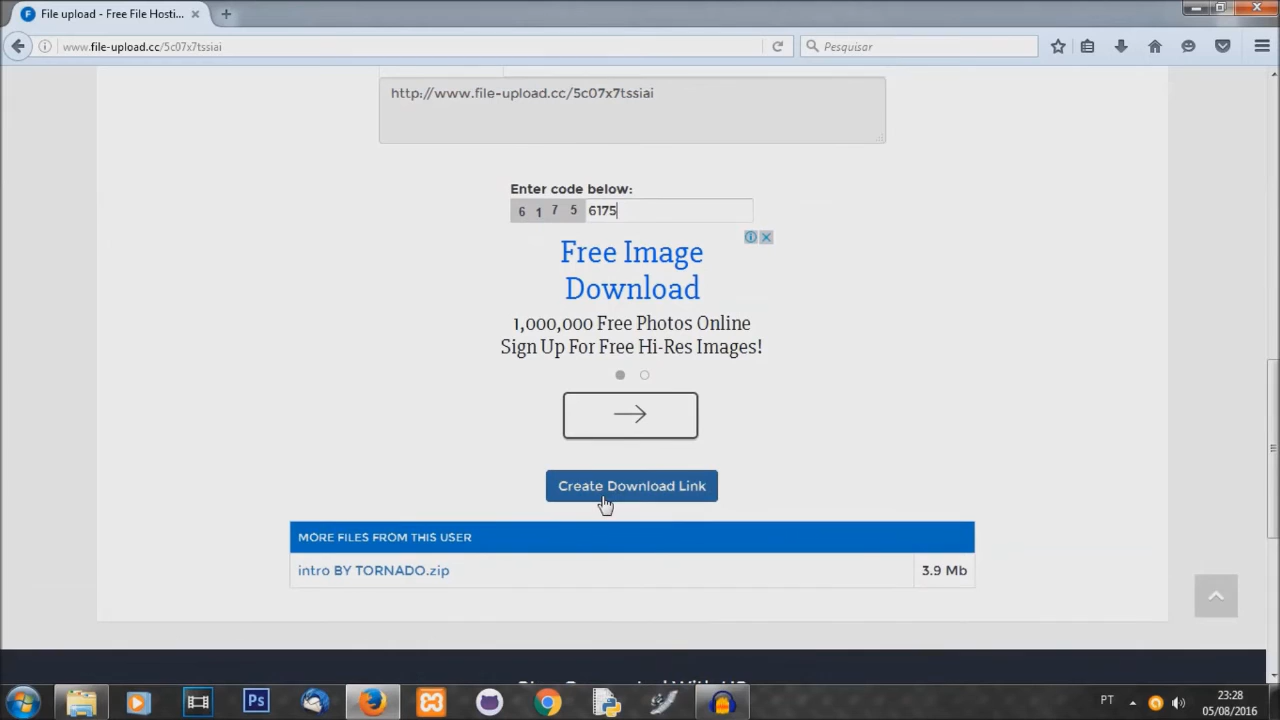 File upload - Free File Hosti...
www.file-upload.cc/5c07x7tssiai
Pesquisar
http://www.file-upload.cc/5c07x7tssiai
Enter code below:
6 1 7 5
6175
Free Image
Download
1,000,000 Free Photos Online
Sign Up For Free Hi-Res Images!
Create Download Link
MORE FILES FROM THIS USER
intro BY TORNADO.zip
3.9 Mb
Ps
PT
23:28
05/08/2016